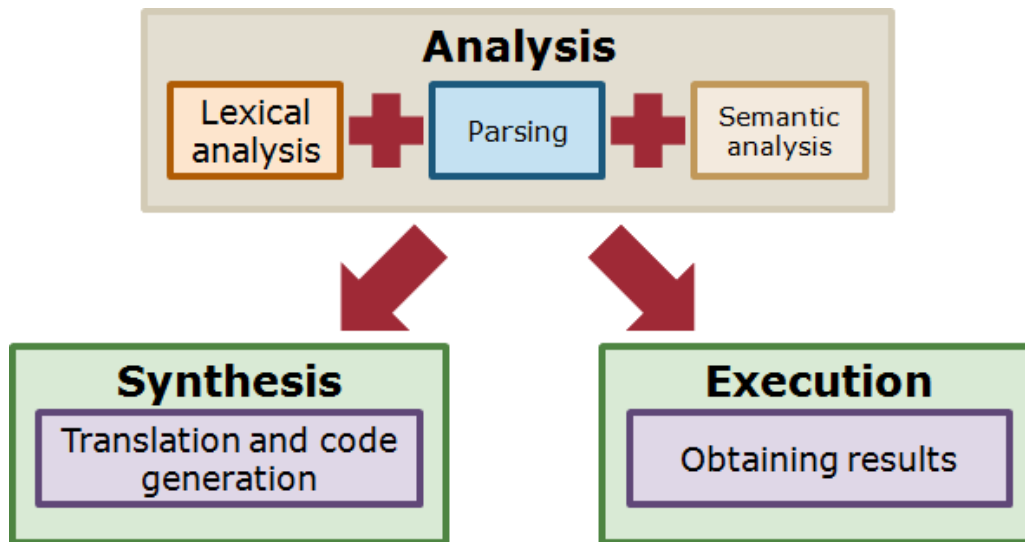 Analysis
Lexical
analysis
Parsing
Semantic
analysis
Synthesis
Translation and code
generation
Execution
Obtaining results